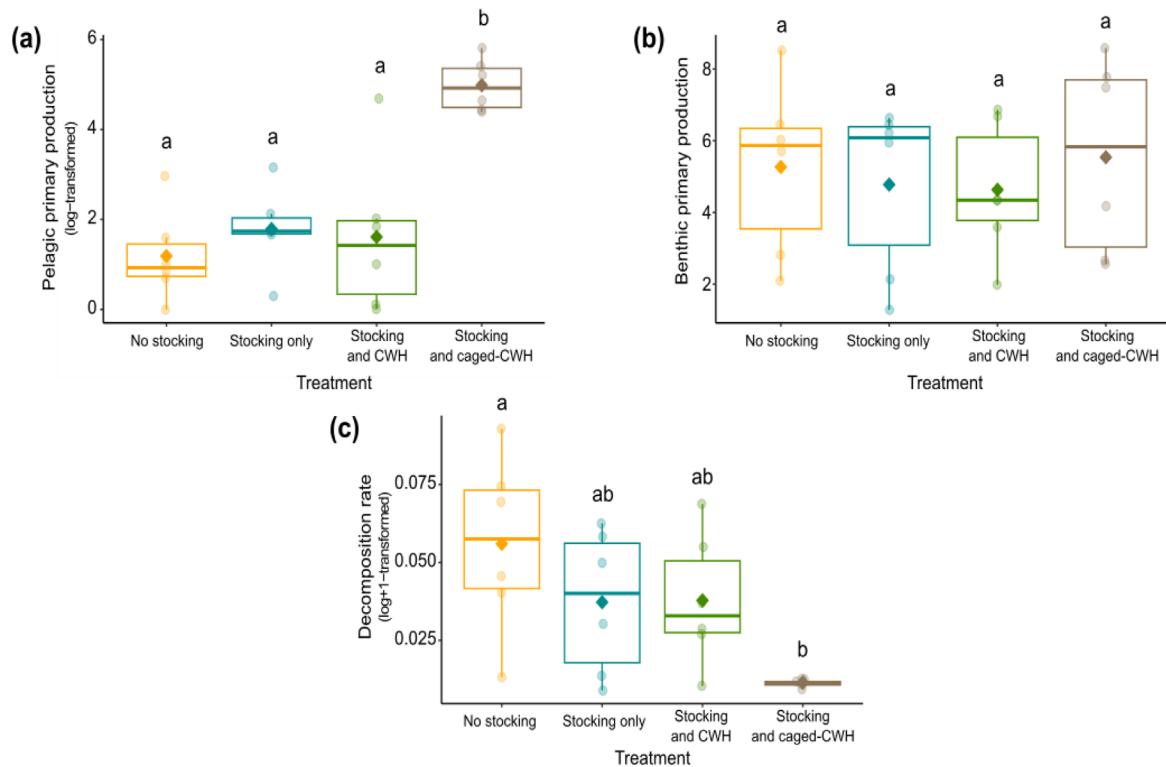 (a)
Pelagic primary production
(log−transformed)
6
4
2
0
a
a
a
b
No stocking
Stocking only
Stocking
and CWH
Stocking
and caged-CWH
Treatment
(b)
Benthic primary production
8
6
4
2
a
a
a
a
No stocking
Stocking only
Stocking
and CWH
Stocking
and caged-CWH
Treatment
(c)
Decomposition rate
(log+1−transformed)
0.075
0.050
0.025
a
ab
ab
b
No stocking
Stocking only
Stocking
and CWH
Stocking
and caged-CWH
Treatment